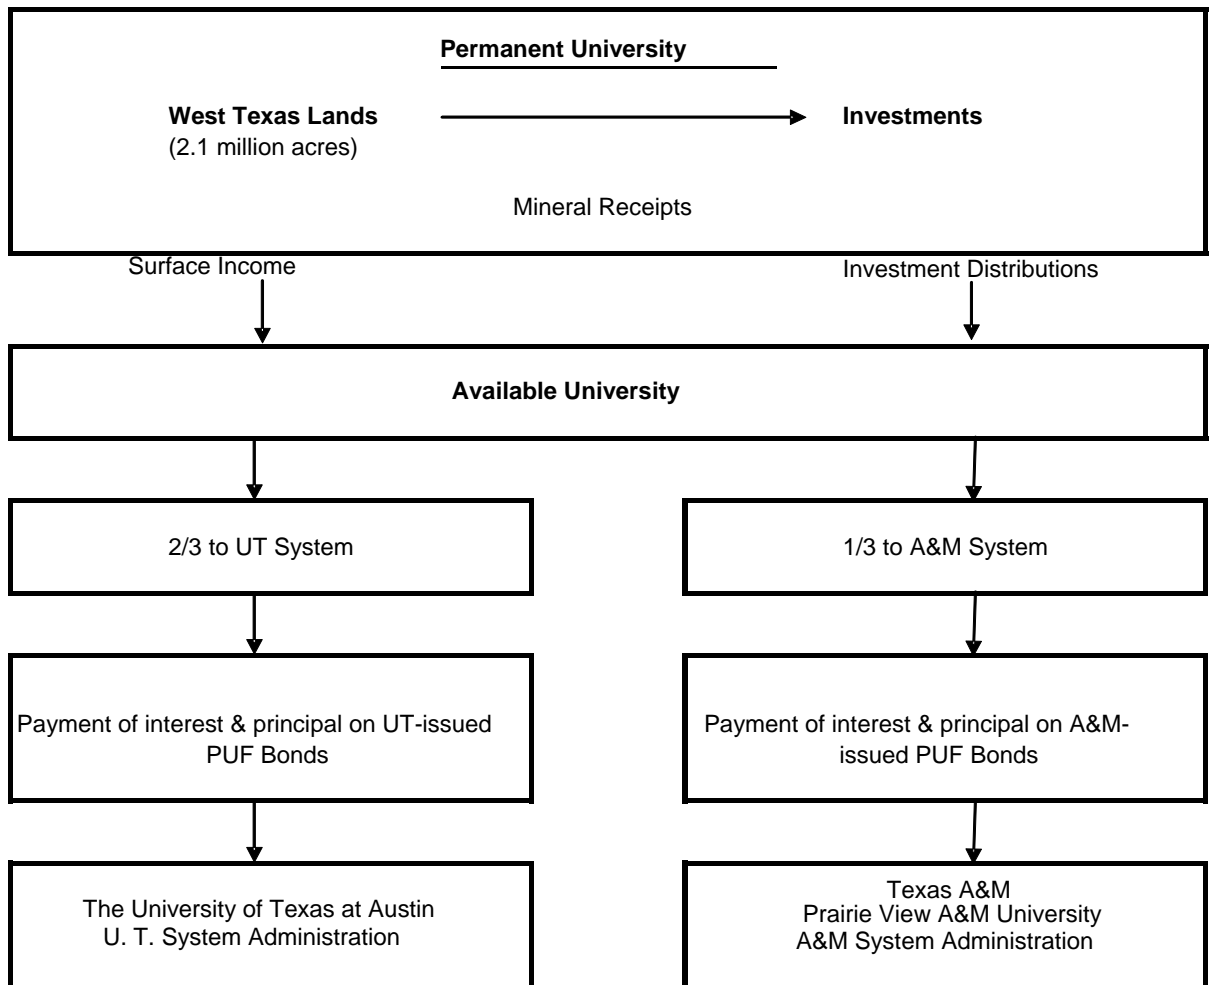 Permanent University
West Texas Lands
(2.1 million acres)
Investments
Mineral Receipts
Surface Income
Investment Distributions
Available University
2/3 to UT System
1/3 to A&M System
Payment of interest & principal on UT-issued
PUF Bonds
Payment of interest & principal on A&M-
issued PUF Bonds
The University of Texas at Austin
U. T. System Administration
Texas A&M
Prairie View A&M University
A&M System Administration